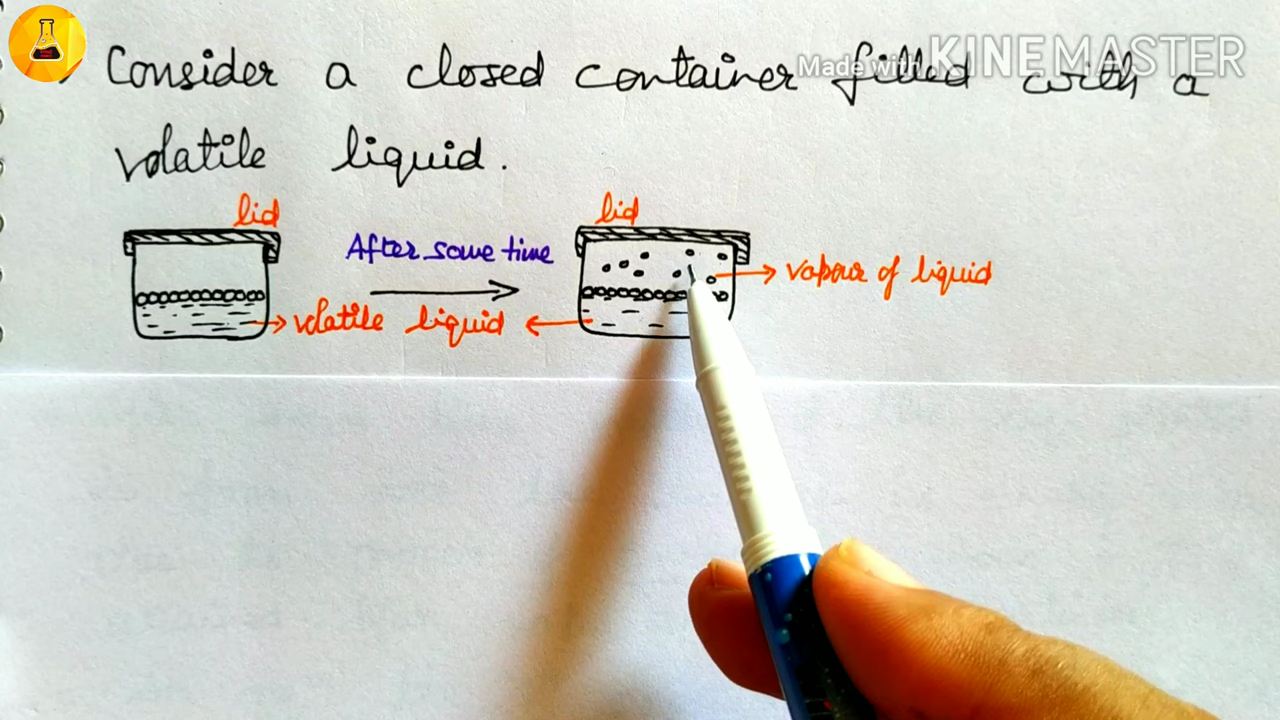 Consider a closed container filled with a
volatile liquid.
Made with KINEMASTER
lid
lid
After some time
vapour of liquid
volatile liquid